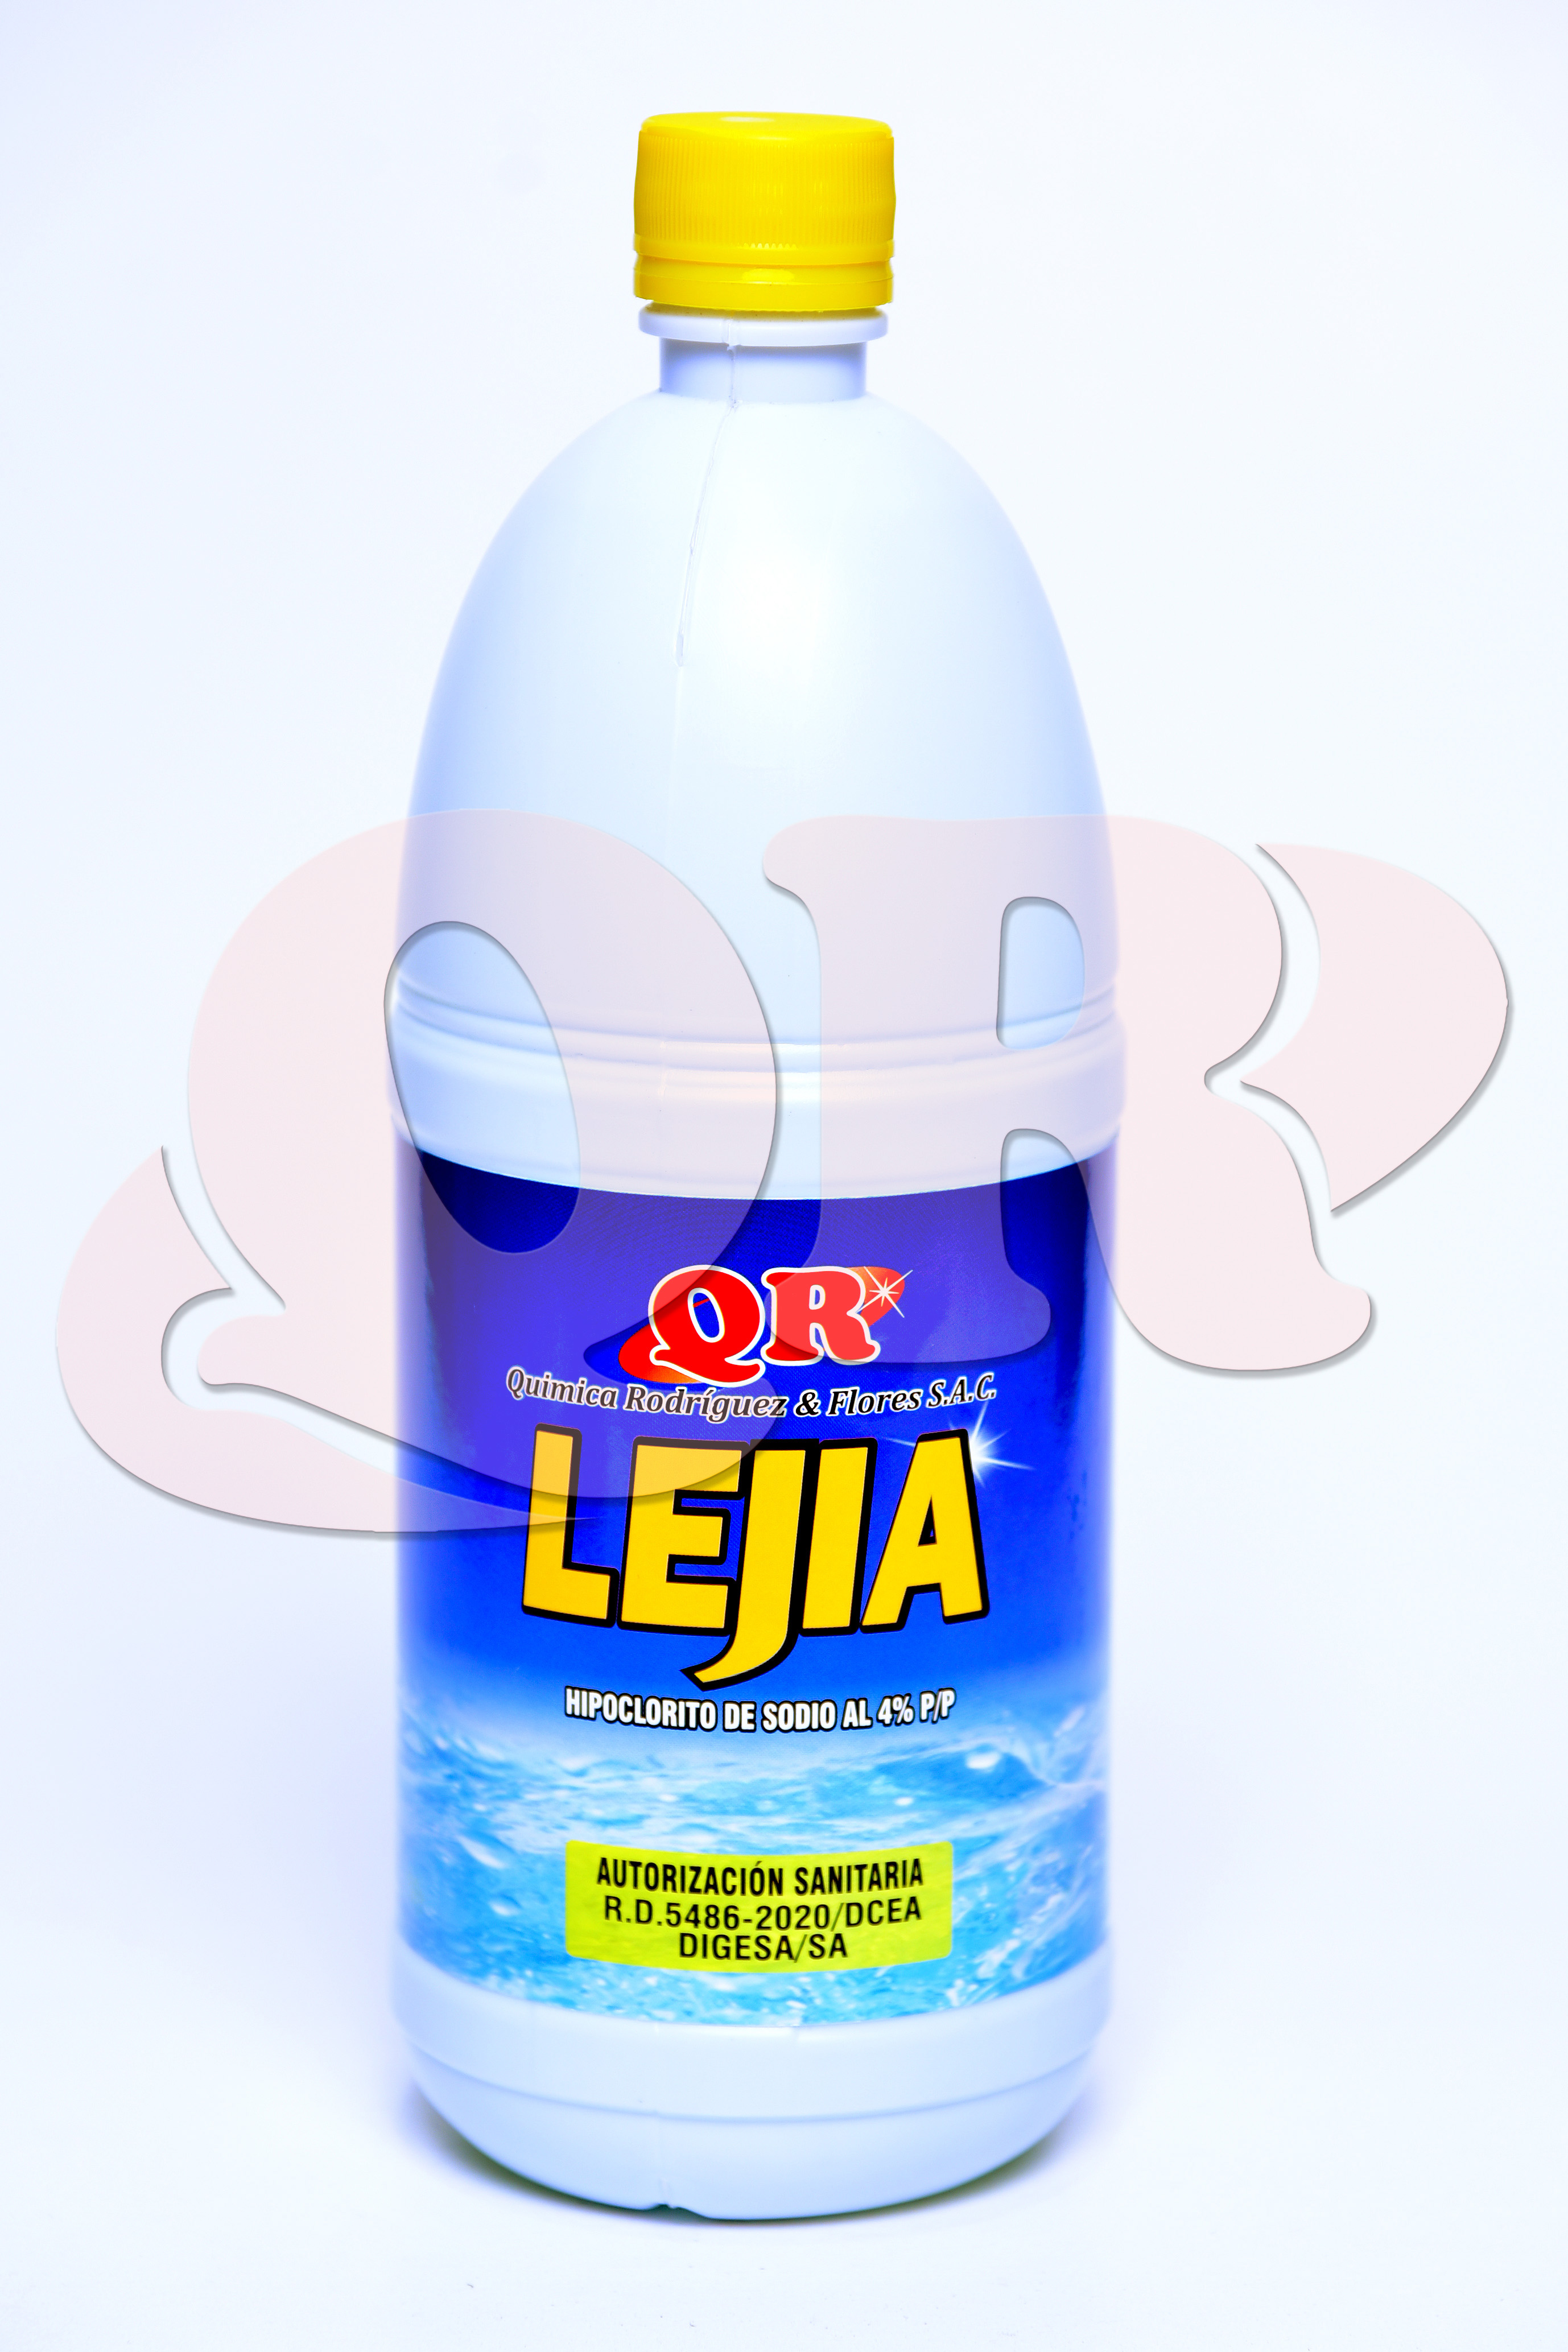 QR
QR
Quimica Rodríguez & Flores S.A.C.
LEJIA
HIPOCLORITO DE SODIO AL 4% P/P
AUTORIZACIÓN SANITARIA
R.D.5486-2020/DCEA
DIGESA/SA